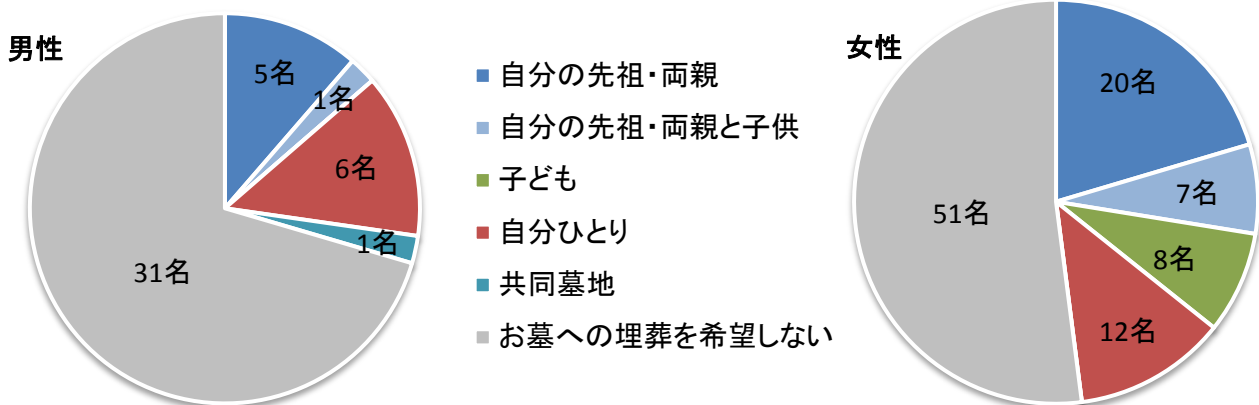 男性
5名
1名
6名
1名
31名
自分の先祖・両親
自分の先祖・両親と子供
子ども
自分ひとり
共同墓地
お墓への埋葬を希望しない
女性
20名
7名
8名
12名
51名